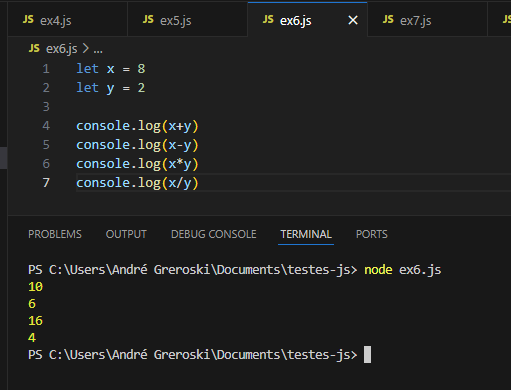 JS ex4.js JS ex5.js JS ex6.js × JS ex7.js JS
JS ex6.js > ...
1 let x = 8
2 let y = 2
3
4 console.log(x+y)
5 console.log(x-y)
6 console.log(x*y)
7 console.log(x/y)
PROBLEMS OUTPUT DEBUG CONSOLE TERMINAL PORTS
PS C:\Users\André Greroski\Documents\testes-js> node ex6.js
10
6
16
4
PS C:\Users\André Greroski\Documents\testes-js>